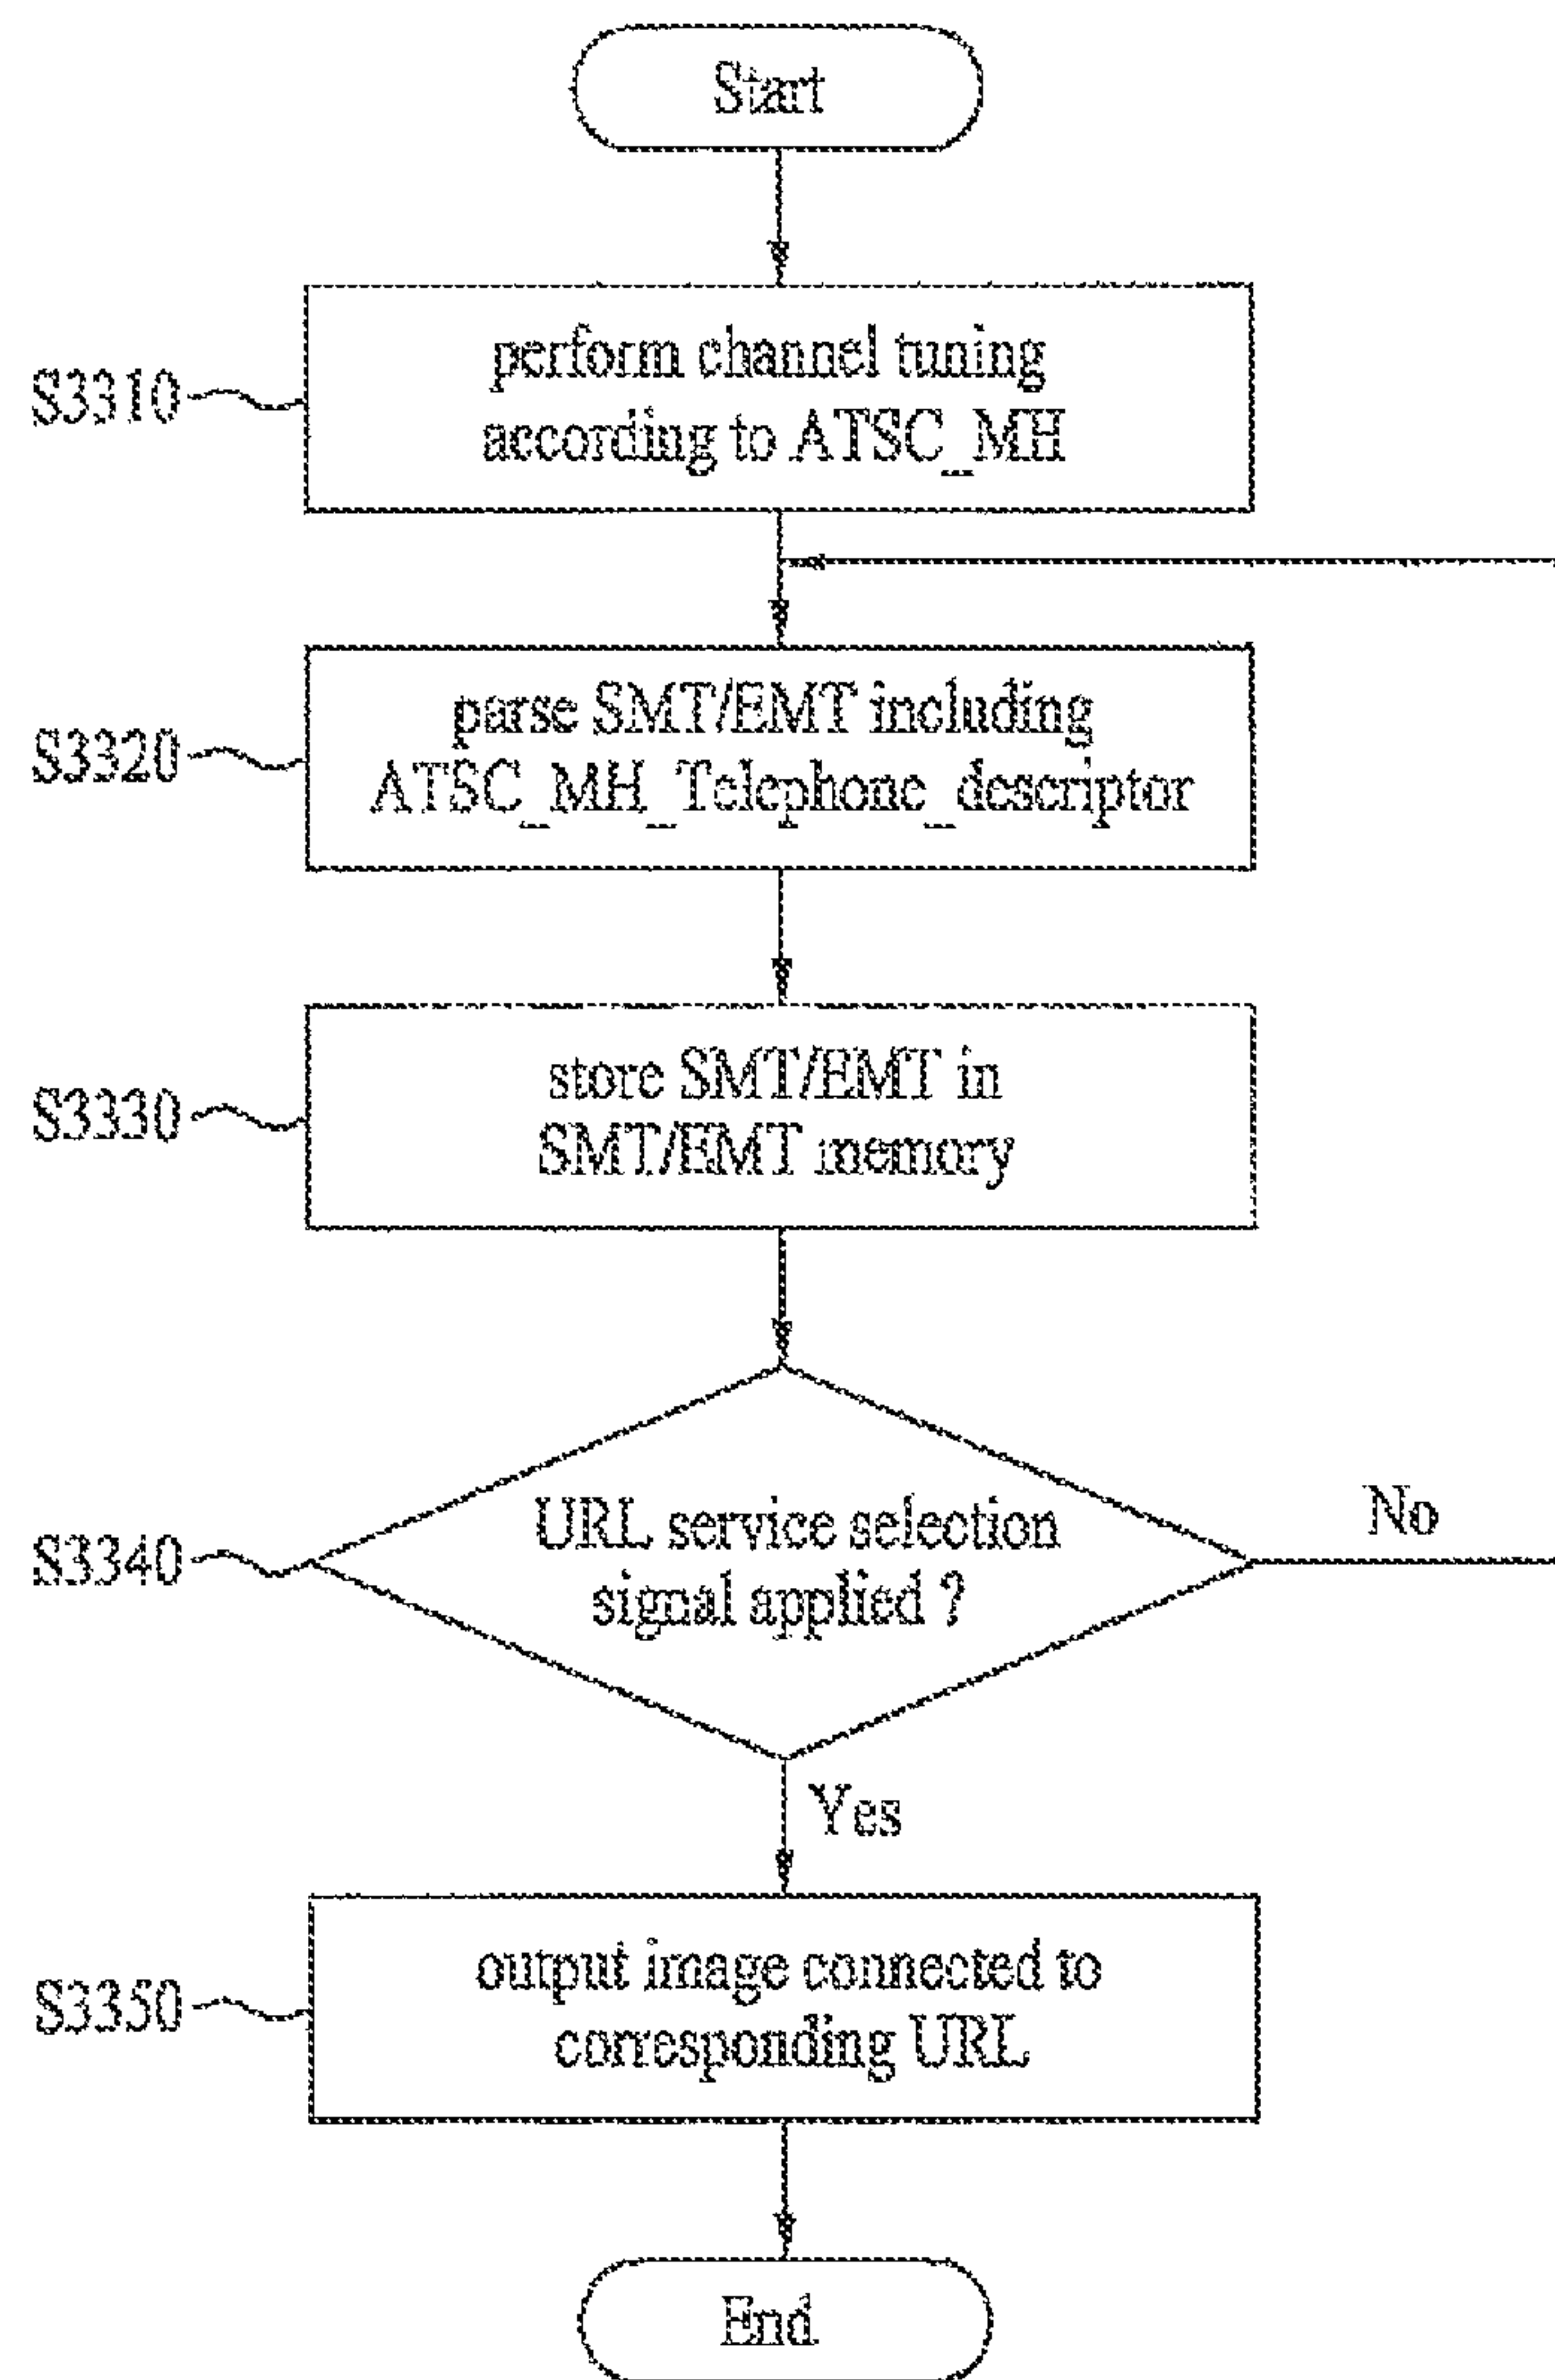 Start
S3310
perform channel tuning
according to ATSC_MH
S3320
parse SMT/EMT including
ATSC_MH_Telephone_descriptor
S3330
store SMT/EMT in
SMT/EMT memory
S3340
URL service selection
signal applied ?
No
Yes
S3350
output image connected to
corresponding URL
End